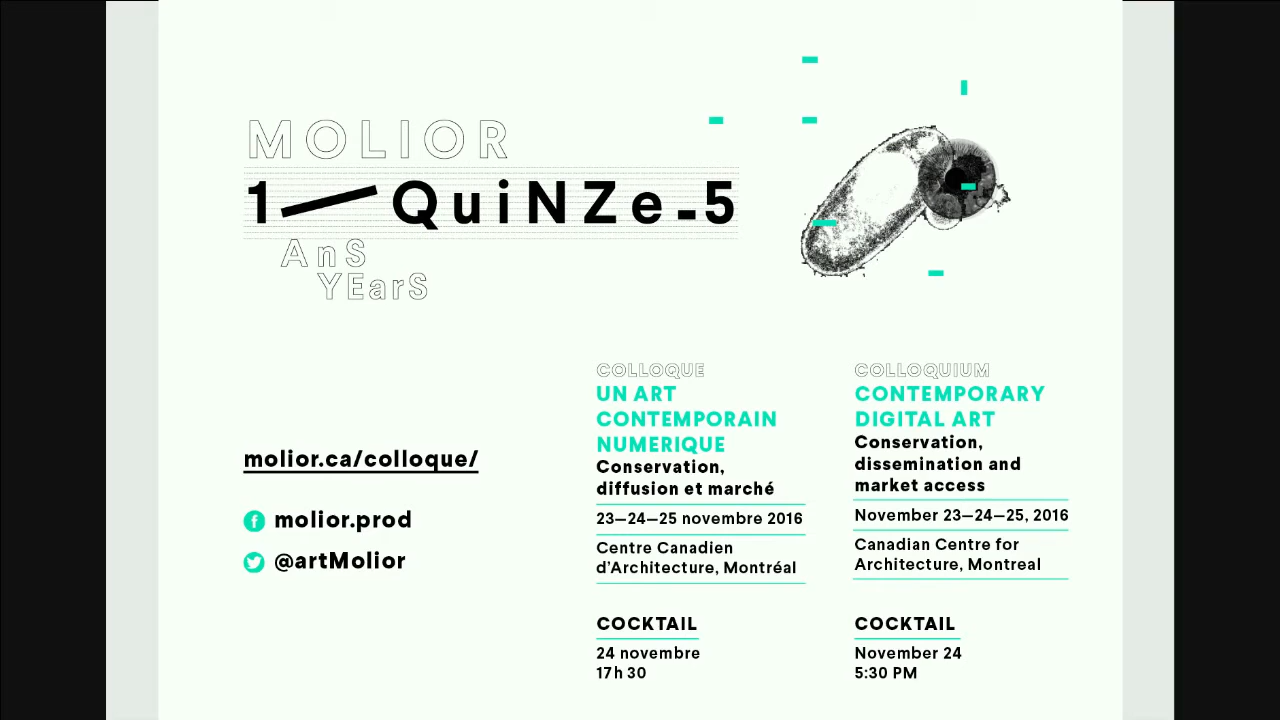 MOLIOR
1—QuiNZe-5
AnS
YEarS
molior.ca/colloque/
molior.prod
@artMolior
COLLOQUE
UN ART
CONTEMPORAIN
NUMERIQUE
Conservation,
diffusion et marché
23—24—25 novembre 2016
Centre Canadien
d'Architecture, Montréal
COCKTAIL
24 novembre
17h 30
COLLOQUIUM
CONTEMPORARY
DIGITAL ART
Conservation,
dissemination and
market access
November 23—24—25, 2016
Canadian Centre for
Architecture, Montreal
COCKTAIL
November 24
5:30 PM